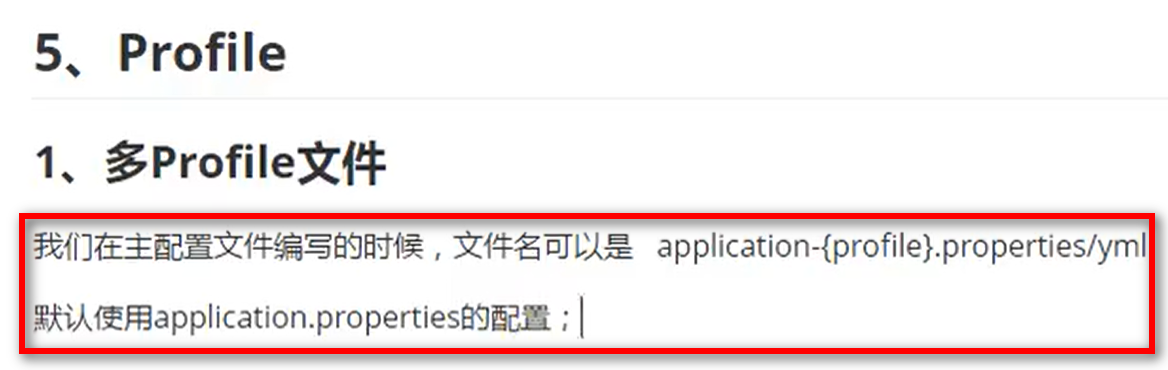 5、Profile
1、多Profile文件
我们在主配置文件编写的时候，文件名可以是 application-{profile}.properties/yml
默认使用application.properties的配置；